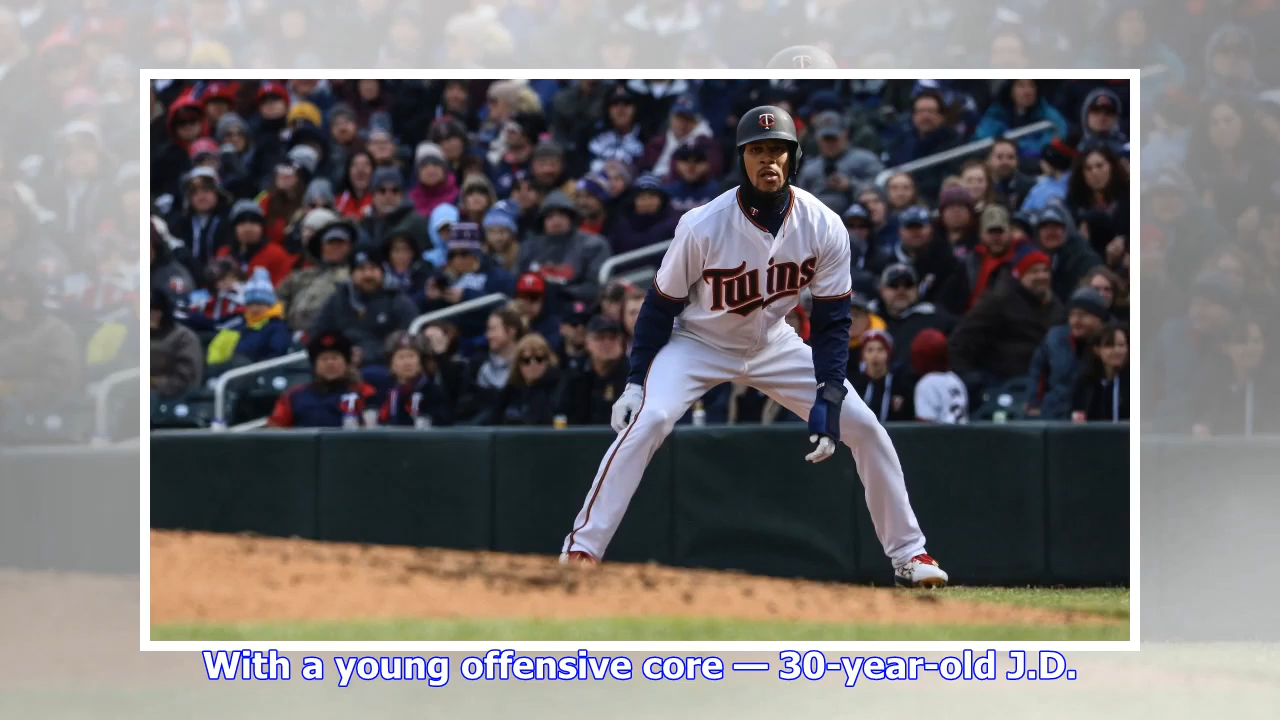 Twins
With a young offensive core — 30-year-old J.D.